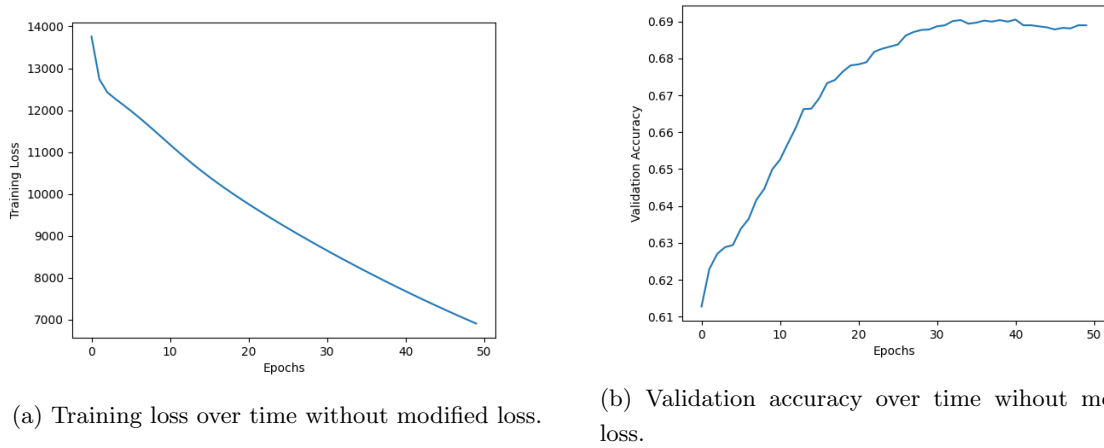 14000
13000
12000
11000
10000
9000
8000
7000
Training Loss
0 10 20 30 40 50
Epochs
(a) Training loss over time without modified loss.
0.69
0.68
0.67
0.66
0.65
0.64
0.63
0.62
0.61
Validation Accuracy
0 10 20 30 40 50
Epochs
(b) Validation accuracy over time wihout
loss.